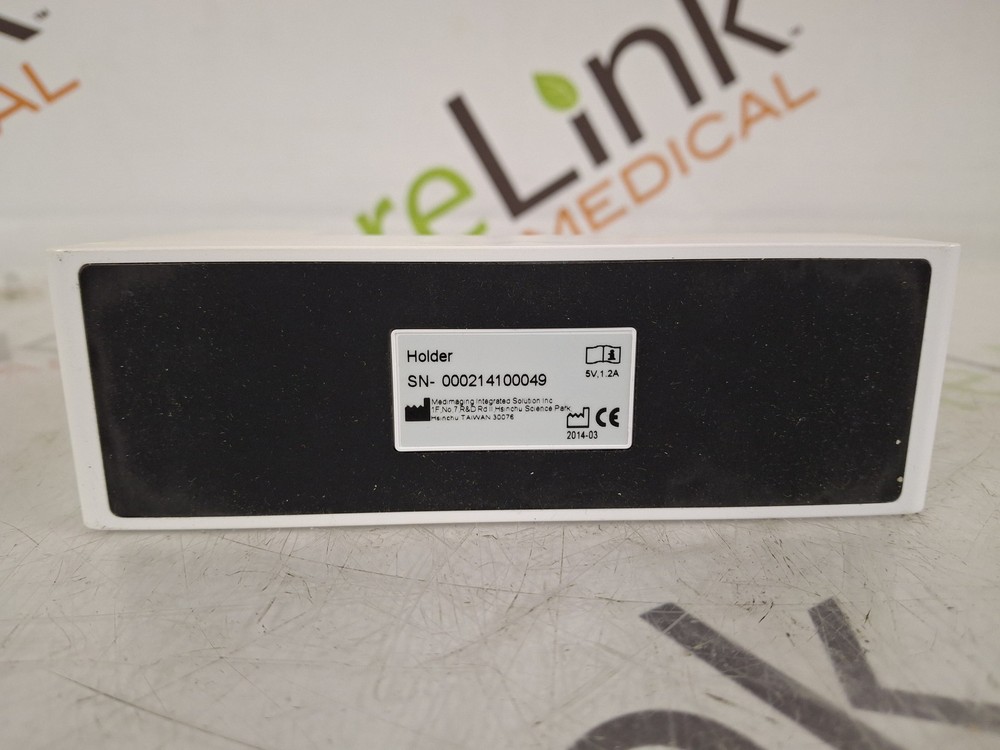 reLink
MEDICAL
AL
Holder
5V,1.2A
SN- 000214100049
Medimaging Integrated Solution Inc.
1F,No.7,R&D Rd II,Hsinchu Science Park,
Hsinchu TAIWAN 30076
CE
2014-03